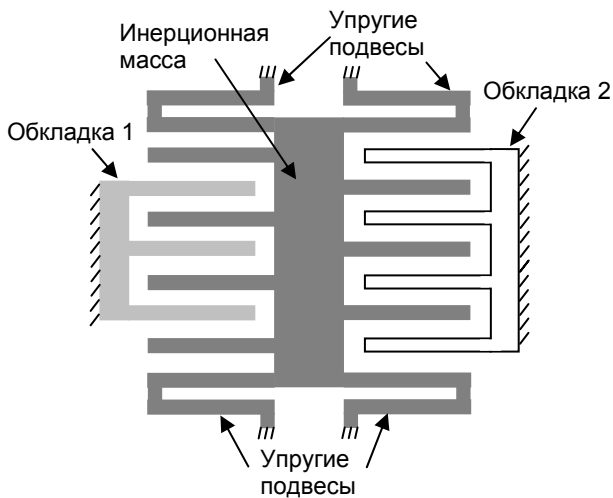 Инерционная
масса
Упругие
подвесы
Обкладка 2
Обкладка 1
Упругие
подвесы